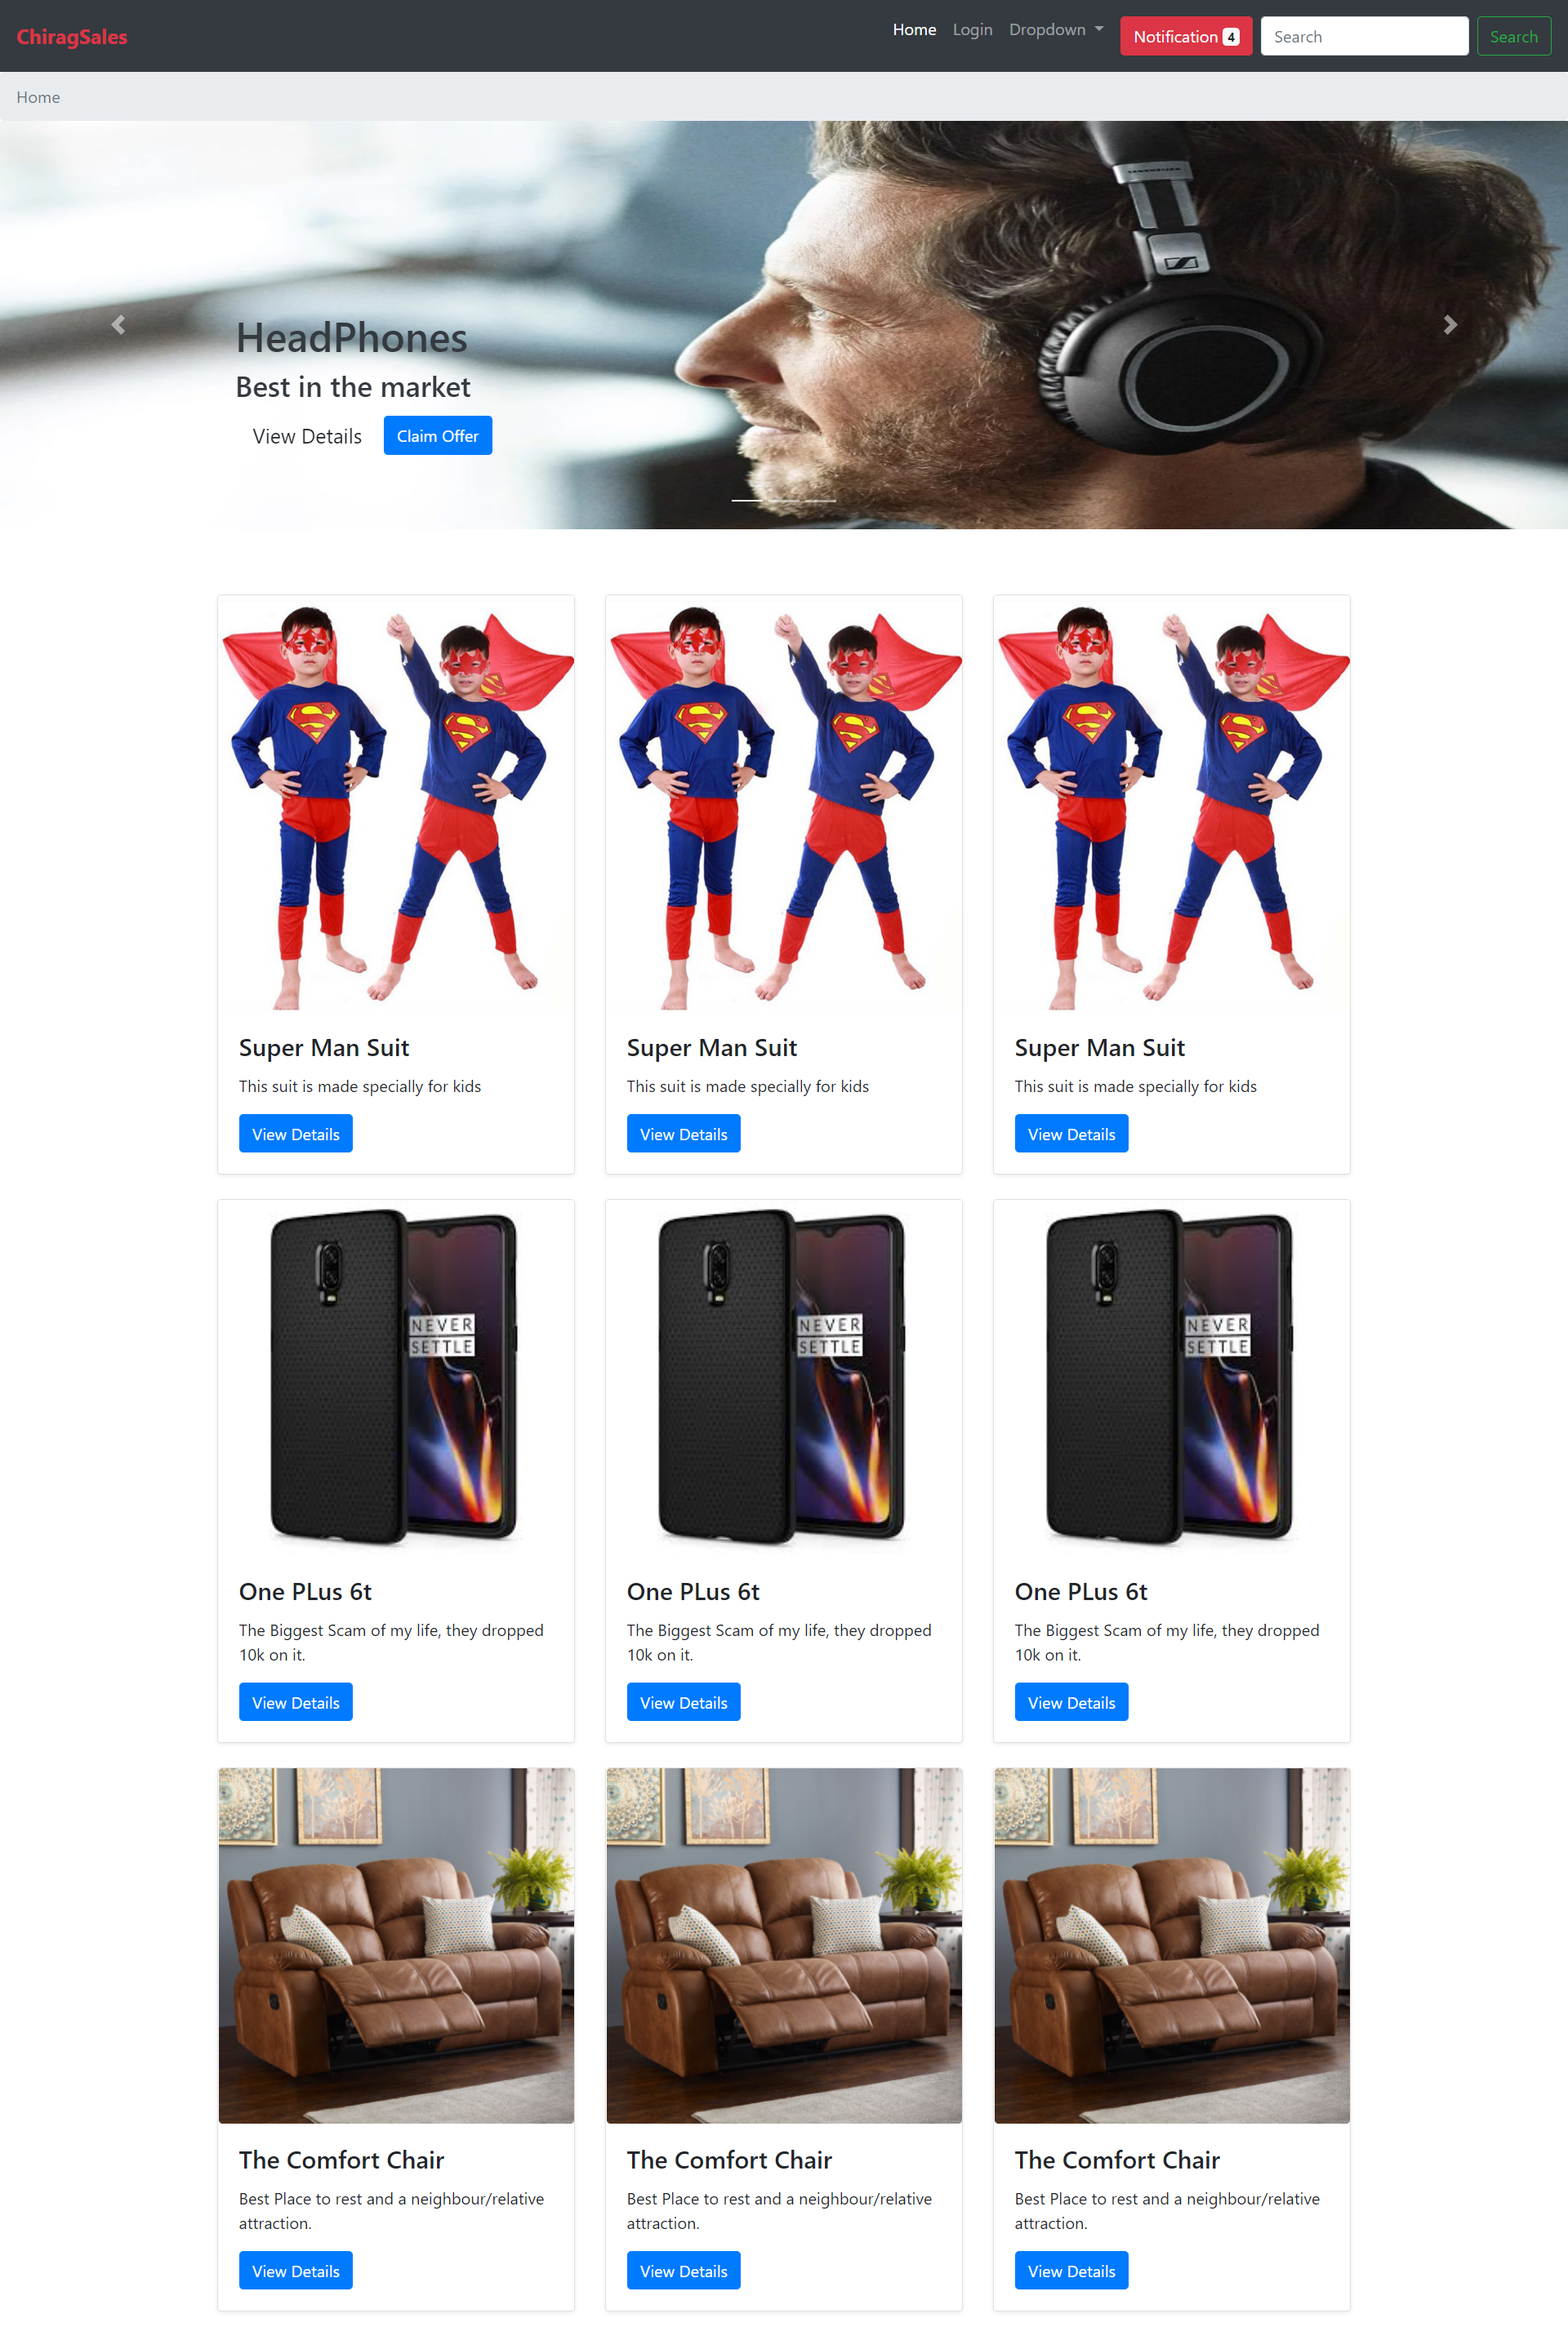 ChiragSales Home Login Dropdown Notification 4 Search Search
Home
HeadPhones
Best in the market
View Details Claim Offer
Super Man Suit
This suit is made specially for kids
View Details
Super Man Suit
This suit is made specially for kids
View Details
Super Man Suit
This suit is made specially for kids
View Details
NEVER
SETTLE
One PLus 6t
The Biggest Scam of my life, they dropped
10k on it.
View Details
NEVER
SETTLE
One PLus 6t
The Biggest Scam of my life, they dropped
10k on it.
View Details
NEVER
SETTLE
One PLus 6t
The Biggest Scam of my life, they dropped
10k on it.
View Details
The Comfort Chair
Best Place to rest and a neighbour/relative
attraction.
View Details
The Comfort Chair
Best Place to rest and a neighbour/relative
attraction.
View Details
The Comfort Chair
Best Place to rest and a neighbour/relative
attraction.
View Details